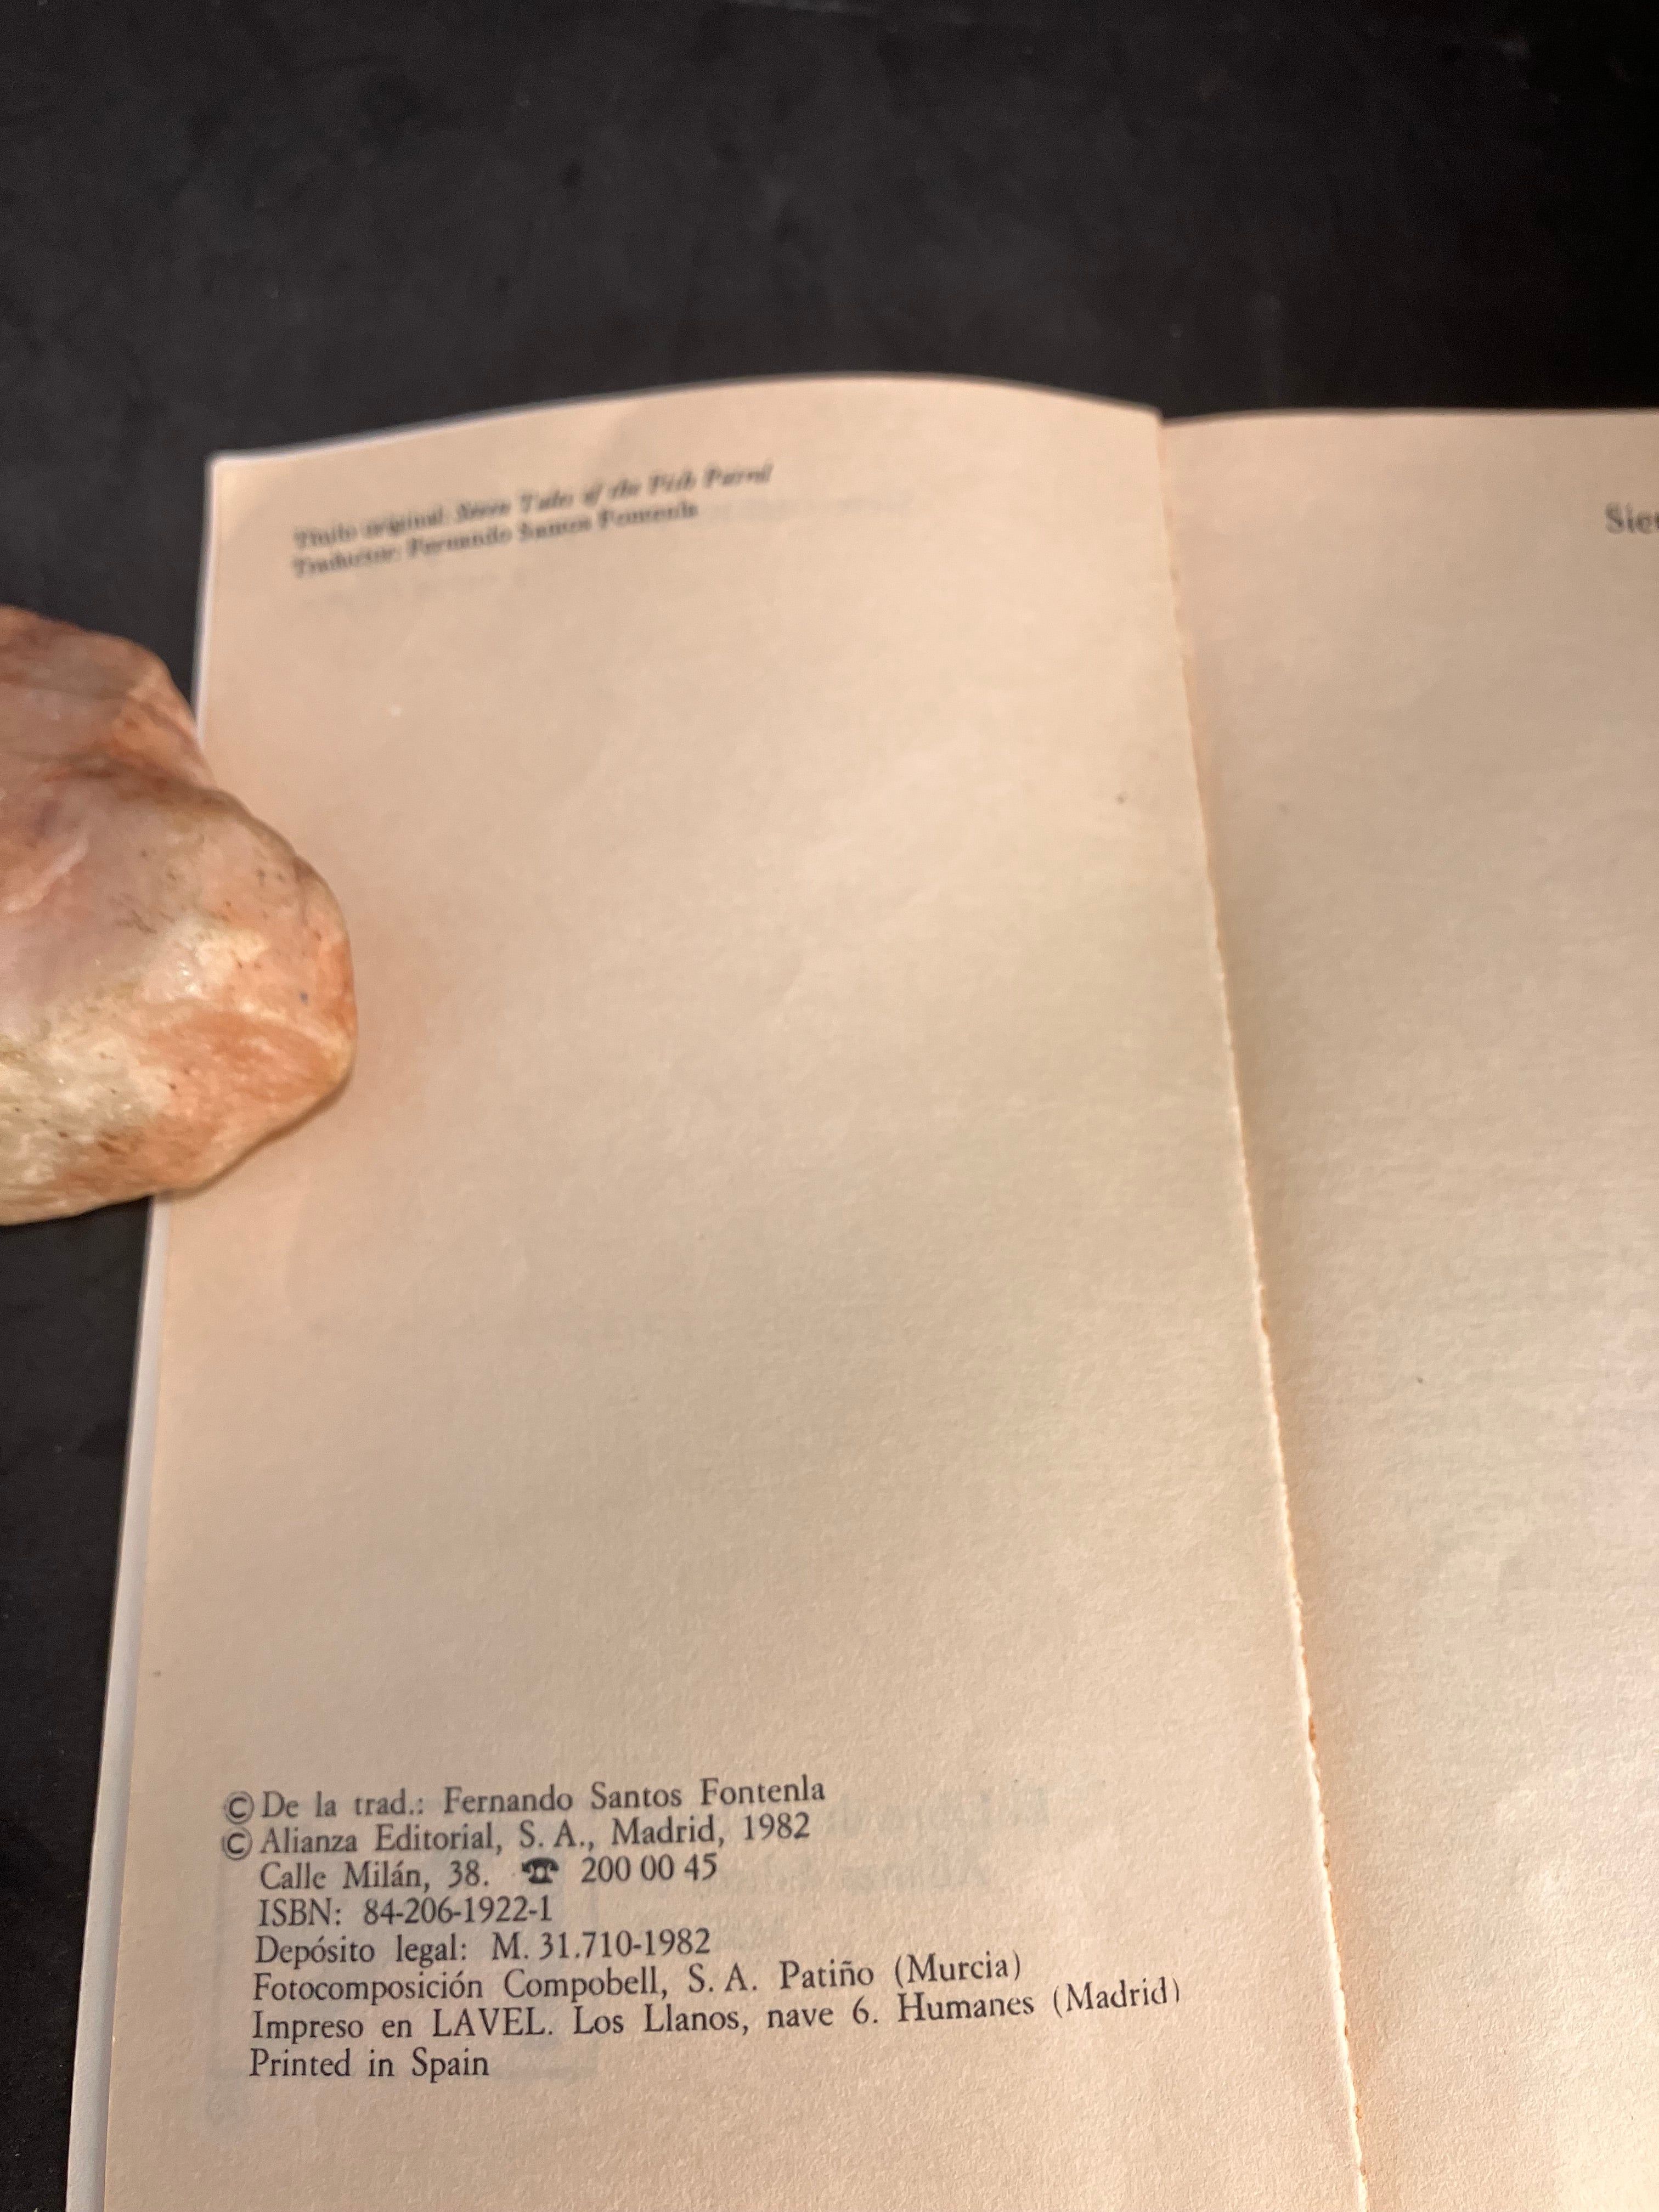 Título original: Seven Tales of the Fish Patrol
Traductor: Fernando Santos Fontenla
© De la trad.: Fernando Santos Fontenla
© Alianza Editorial, S. A., Madrid, 1982
Calle Milán, 38. ☎ 200 00 45
ISBN: 84-206-1922-1
Depósito legal: M. 31.710-1982
Fotocomposición Compobell, S. A. Patiño (Murcia)
Impreso en LAVEL. Los Llanos, nave 6. Humanes (Madrid)
Printed in Spain